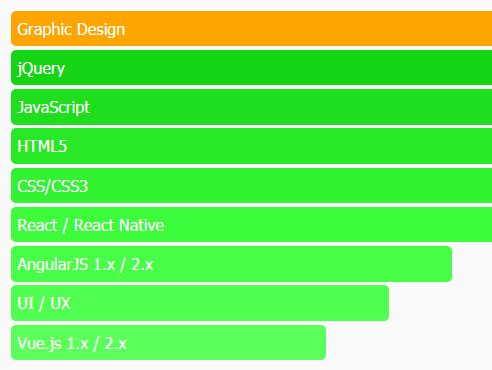 Graphic Design
jQuery
JavaScript
HTML5
CSS/CSS3
React / React Native
AngularJS 1.x / 2.x
UI / UX
Vue.js 1.x / 2.x